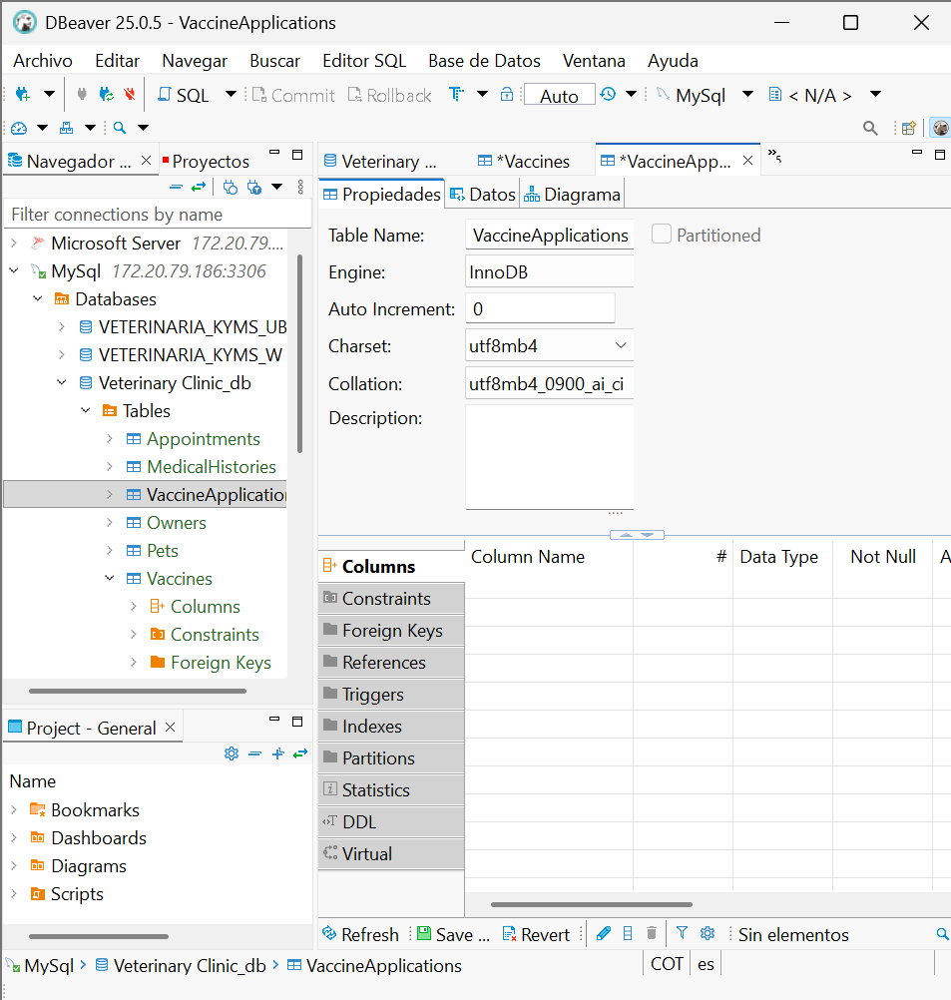 DBeaver 25.0.5 - VaccineApplications
Archivo Editar Navegar Buscar Editor SQL Base de Datos Ventana Ayuda
SQL Commit Rollback Auto MySql < N/A >
Navegador ... Proyectos
Filter connections by name
Microsoft Server 172.20.79....
MySql 172.20.79.186:3306
Databases
VETERINARIA_KYMS_UB
VETERINARIA_KYMS_W
Veterinary Clinic_db
Tables
Appointments
MedicalHistories
VaccineApplicatio
Owners
Pets
Vaccines
Columns
Constraints
Foreign Keys
Project - General
Name
Bookmarks
Dashboards
Diagrams
Scripts
Veterinary ... *Vaccines *VaccineApp... »5
Propiedades Datos Diagrama
Table Name: VaccineApplications Partitioned
Engine: InnoDB
Auto Increment: 0
Charset: utf8mb4
Collation: utf8mb4_0900_ai_ci
Description:
Columns
Constraints
Foreign Keys
References
Triggers
Indexes
Partitions
Statistics
DDL
Virtual
Column Name # Data Type Not Null A
Refresh Save ... Revert Sin elementos
MySql Veterinary Clinic_db VaccineApplications COT es